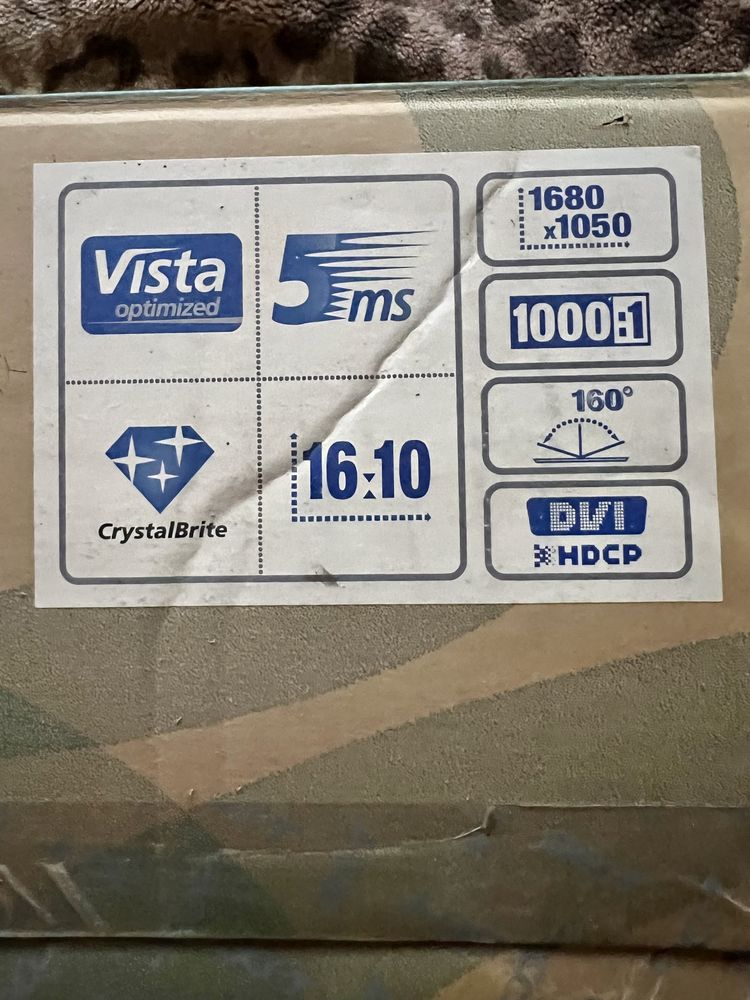 Vista
optimized
5ms
CrystalBrite
16:10
1680
x1050
1000:1
160°
DVI
HDCP